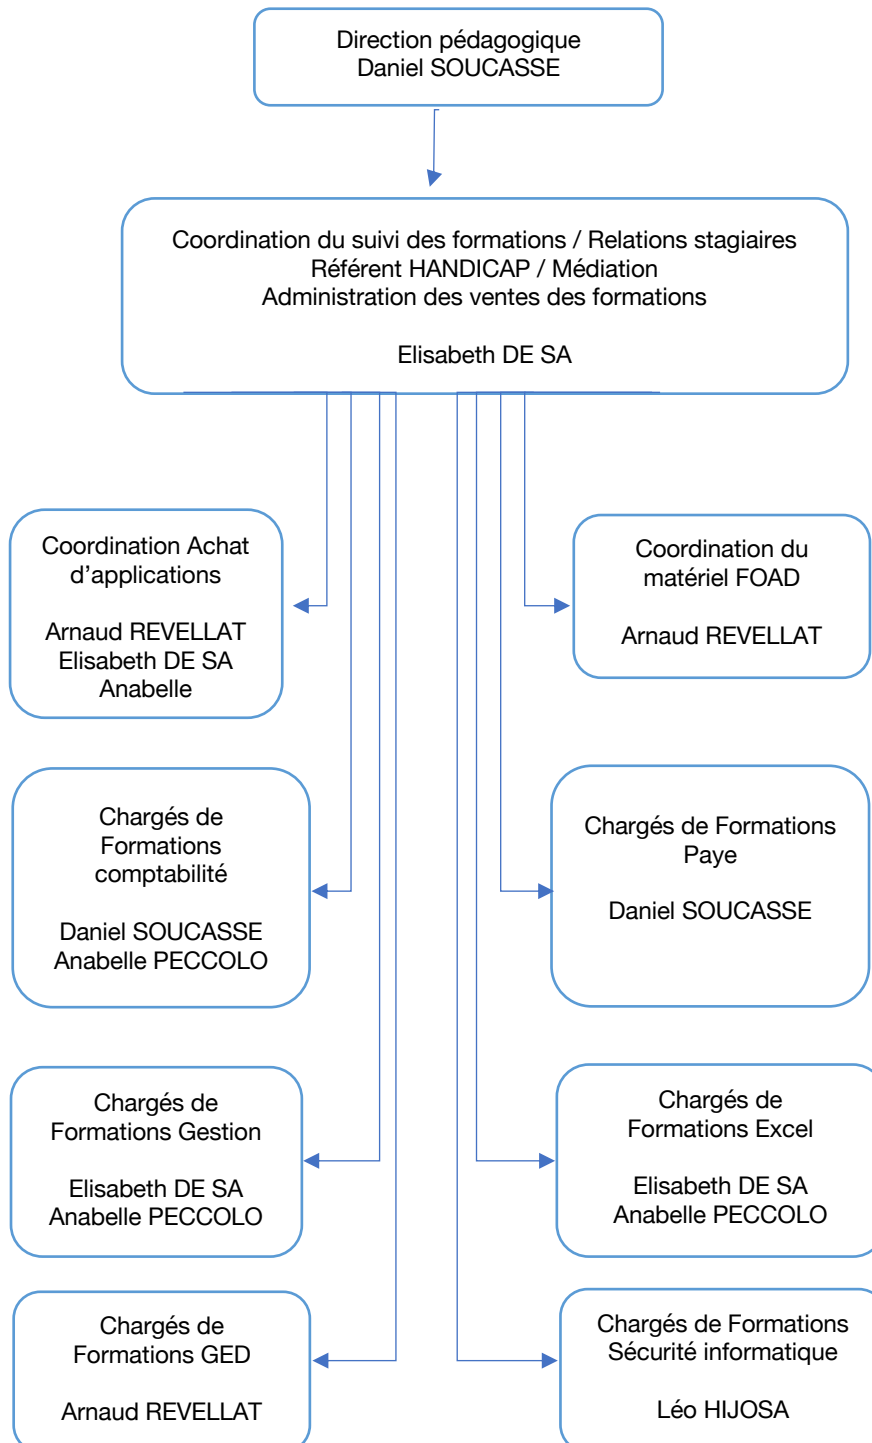 Direction pédagogique
Daniel SOUCASSE
Coordination du suivi des formations / Relations stagiaires
Référent HANDICAP / Médiation
Administration des ventes des formations
Elisabeth DE SA
Coordination Achat
d’applications
Arnaud REVELLAT
Elisabeth DE SA
Anabelle
Coordination du
matériel FOAD
Arnaud REVELLAT
Chargés de
Formations
comptabilité
Daniel SOUCASSE
Anabelle PECCOLO
Chargés de Formations
Paye
Daniel SOUCASSE
Chargés de
Formations Gestion
Elisabeth DE SA
Anabelle PECCOLO
Chargés de
Formations Excel
Elisabeth DE SA
Anabelle PECCOLO
Chargés de
Formations GED
Arnaud REVELLAT
Chargés de Formations
Sécurité informatique
Léo HIJOSA